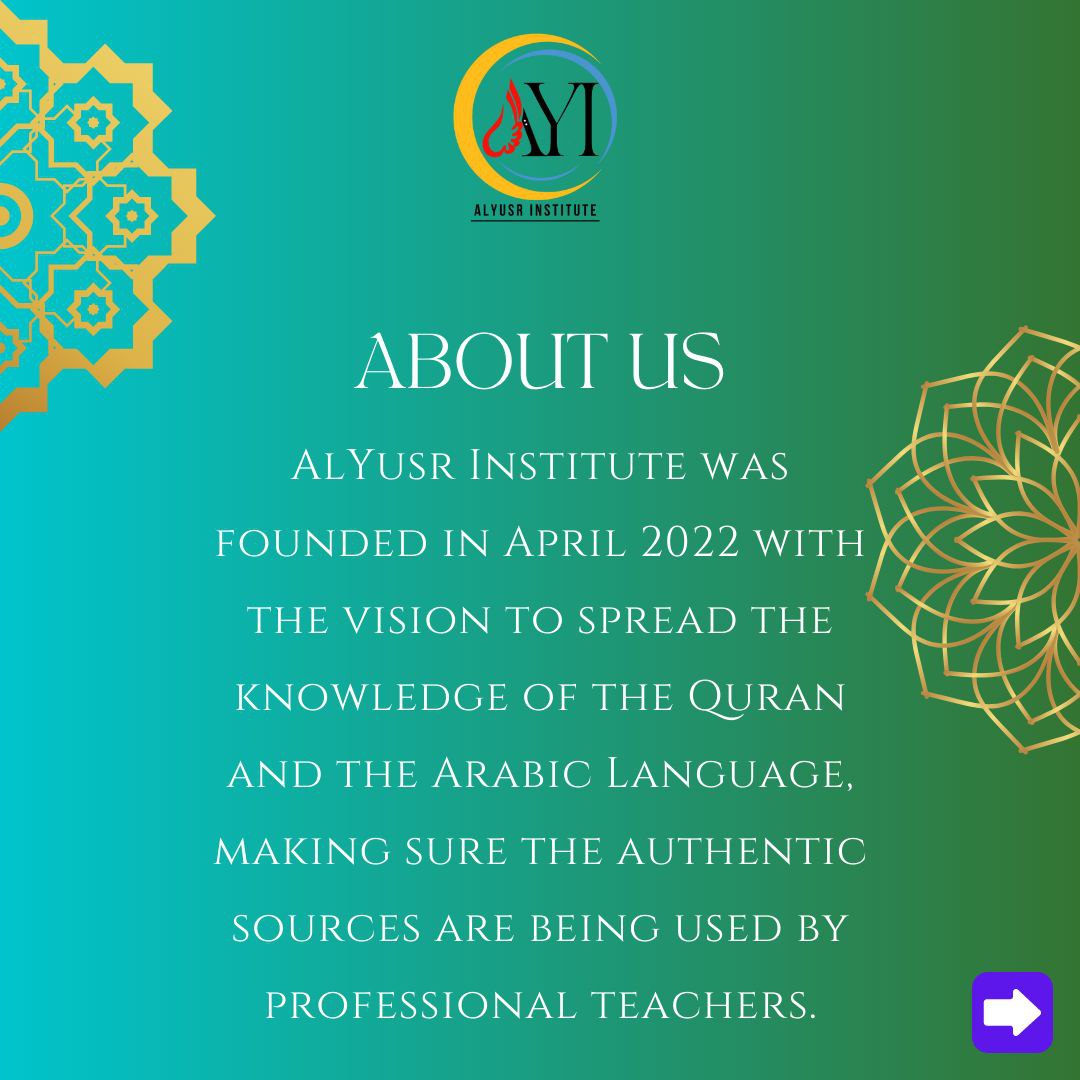 AYI
ALYUSR INSTITUTE
ABOUT US
AlYusr Institute was
founded in April 2022 with
the vision to spread the
knowledge of the Quran
and the Arabic Language,
making sure the authentic
sources are being used by
professional teachers.